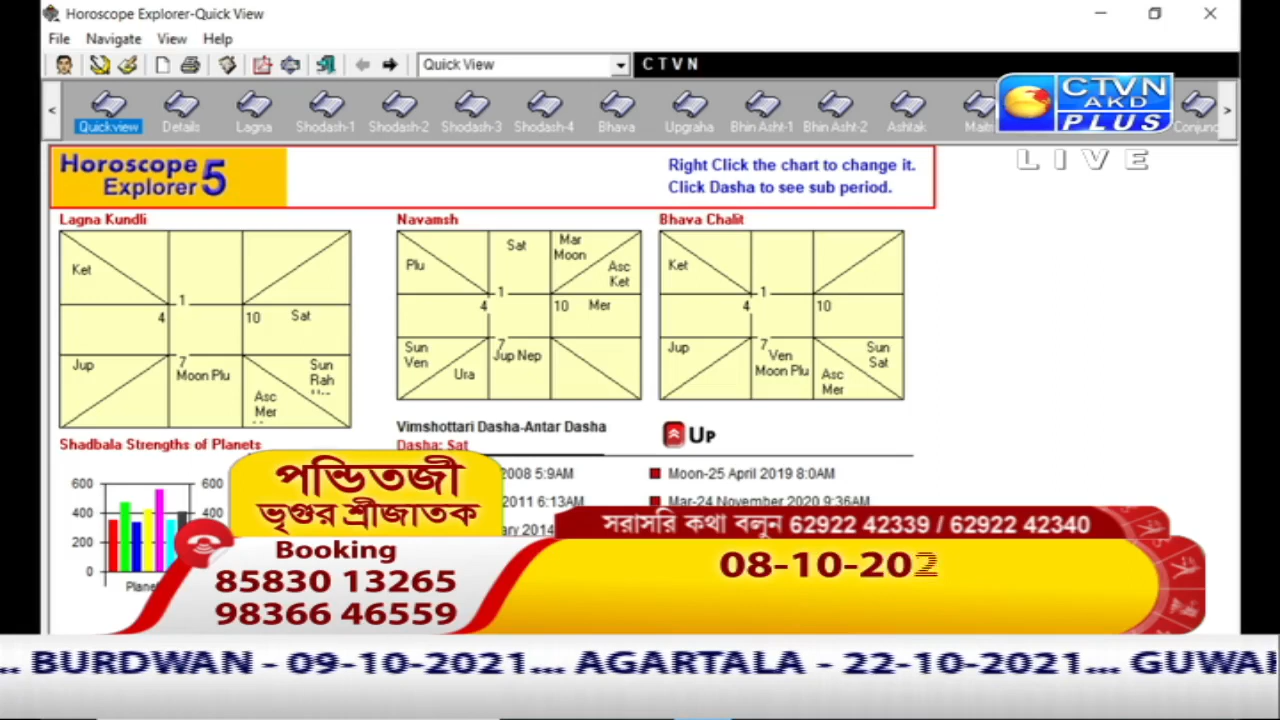 Horoscope Explorer-Quick View
File Navigate View Help
Quick View
CTVN
Quick view Details Lagna Shodash-1 Shodash-2 Shodash-3 Shodash-4 Bhava Upgraha Bhin Asht-1 Bhin Asht-2 Ashtak
CTVN
AKD
PLUS
LIVE
Horoscope
Explorer 5
Right Click the chart to change it.
Click Dasha to see sub period.
Lagna Kundli
Ket
1
4
10 Sat
Jup
7
Moon Plu
Sun
Rah
Asc
Mer
Navamsh
Plu
Sat
Mar
Moon
Asc
Ket
1
4
10 Mer
Sun
Ven
Ura
7
Jup Nep
Bhava Chalit
Ket
1
4
10
Jup
7
Ven
Moon Plu
Sun
Sat
Asc
Mer
Vimshottari Dasha-Antar Dasha
Dasha: Sat
Up
2008 5:9AM
2011 6:13AM
2014
Moon-25 April 2019 8:0AM
Mar-24 November 2020 9:36AM
Shadbala Strengths of Planets
600
400
200
0
600
400
পন্ডিতজী
ভৃগুর শ্রীজাতক
Booking
85830 13265
98366 46559
সরাসরি কথা বলুন 62922 42339 / 62922 42340
08-10-202
... BURDWAN - 09-10-2021... AGARTALA - 22-10-2021...